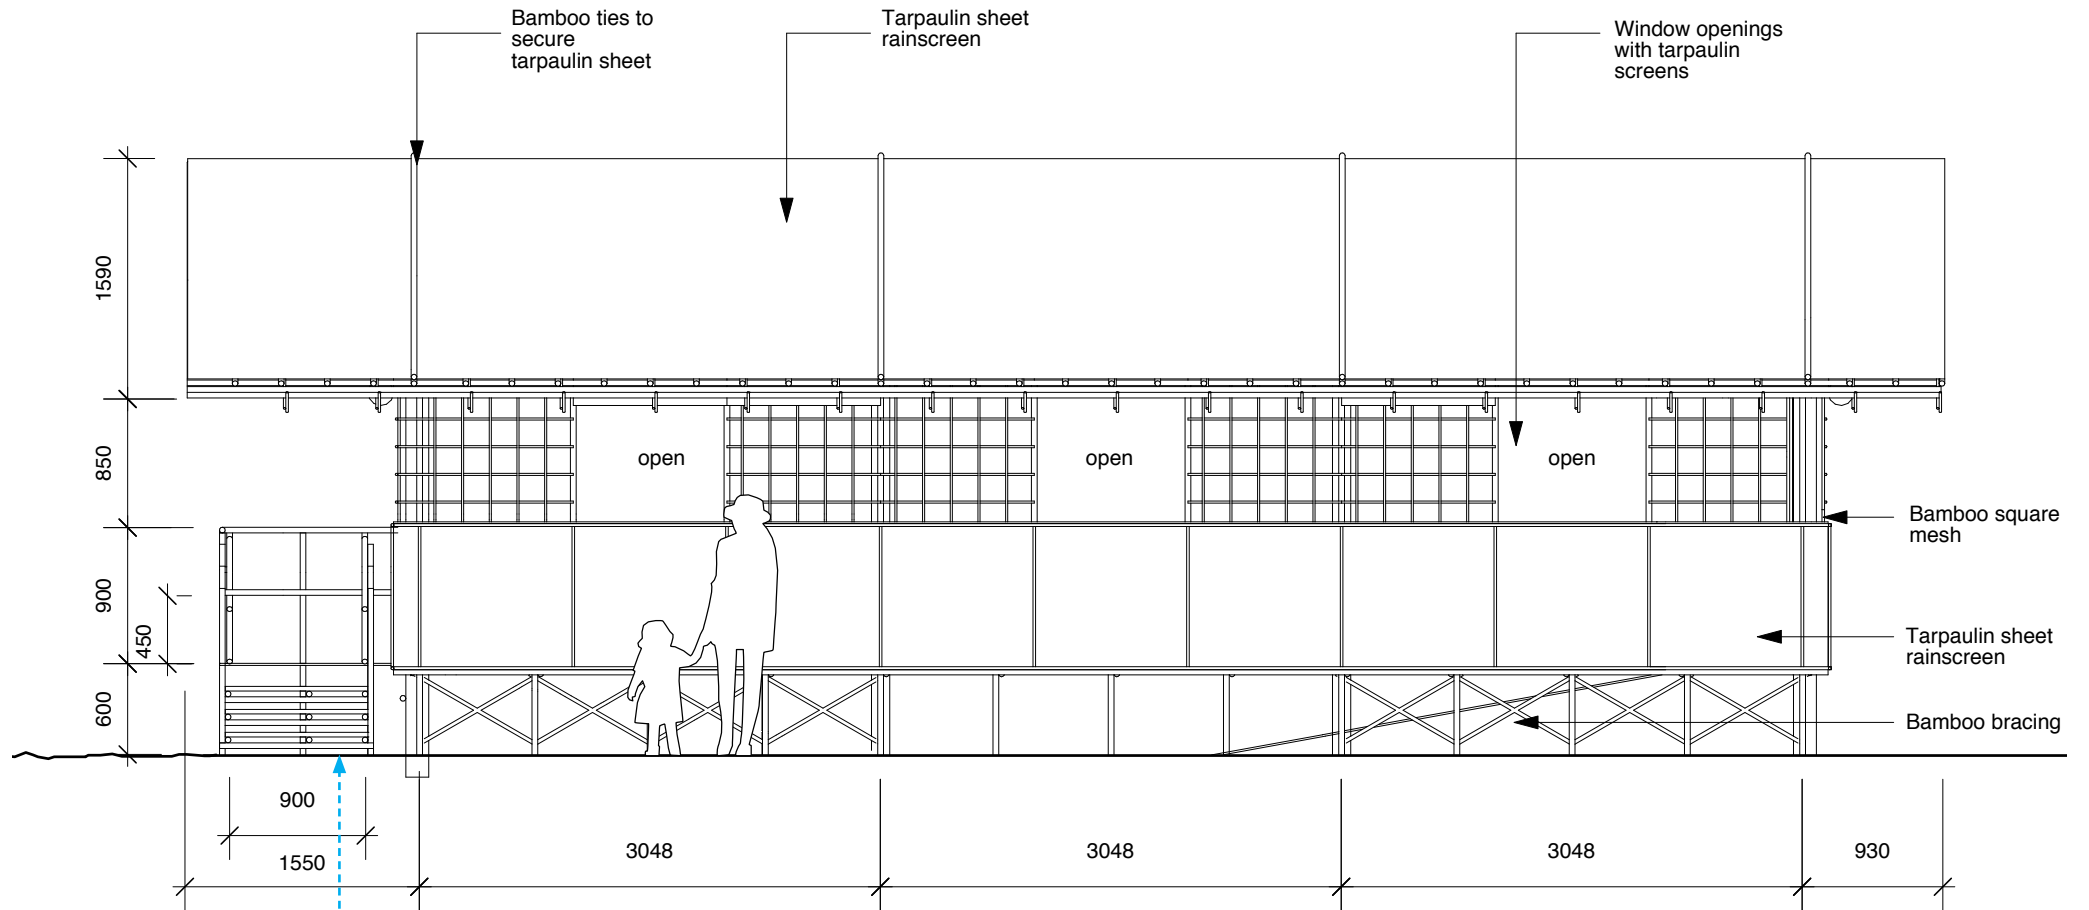 Bamboo ties to
secure
tarpaulin sheet
Tarpaulin sheet
rainscreen
Window openings
with tarpaulin
screens
1590
850
open
open
open
Bamboo square
mesh
900
450
Tarpaulin sheet
rainscreen
600
Bamboo bracing
900
1550
3048
3048
3048
930